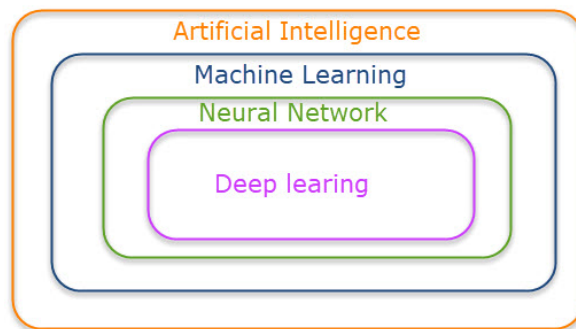 Artificial Intelligence
Machine Learning
Neural Network
Deep learing